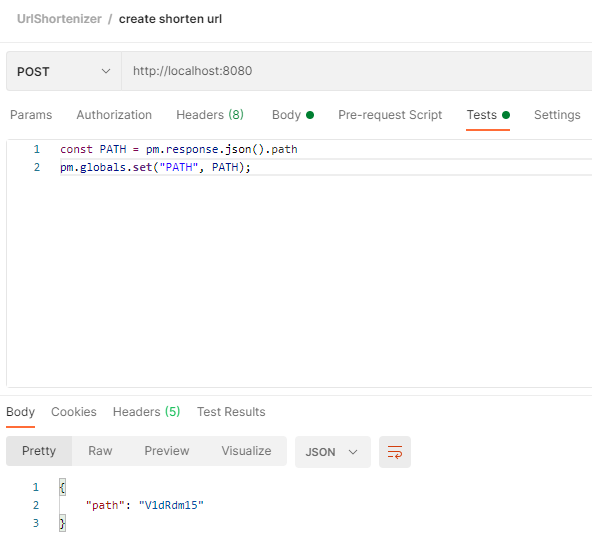 UrlShortenizer / create shorten url
POST http://localhost:8080
Params Authorization Headers (8) Body Pre-request Script Tests Settings
1 const PATH = pm.response.json().path
2 pm.globals.set("PATH", PATH);
Body Cookies Headers (5) Test Results
Pretty Raw Preview Visualize JSON
1 {
2 "path": "V1dRdm15"
3 }